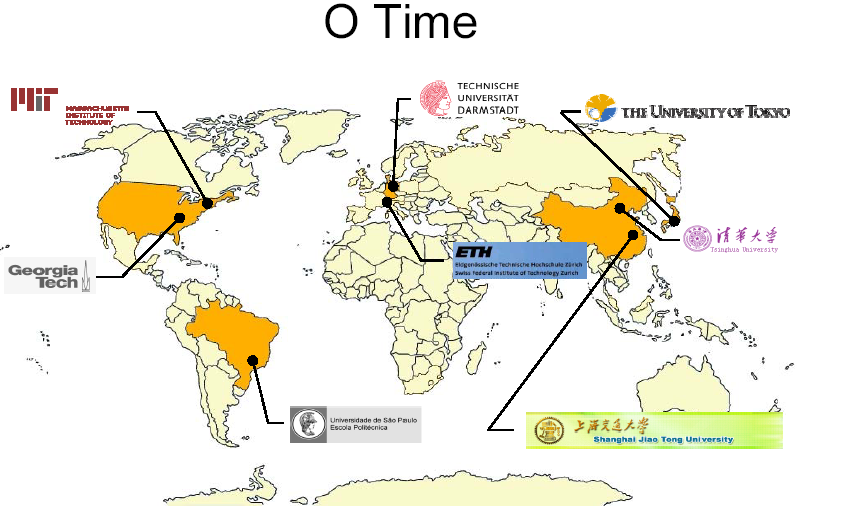 O Time
MIT
MASSACHUSETTS
INSTITUTE OF
TECHNOLOGY
TECHNISCHE
UNIVERSITÄT
DARMSTADT
THE UNIVERSITY OF TOKYO
清華大学
Tsinghua University
ETH
Eidgenössische Technische Hochschule Zürich
Swiss Federal Institute of Technology Zurich
Georgia
Tech
Universidade de São Paulo
Escola Politécnica
上海交通大学
Shanghai Jiao Tong University